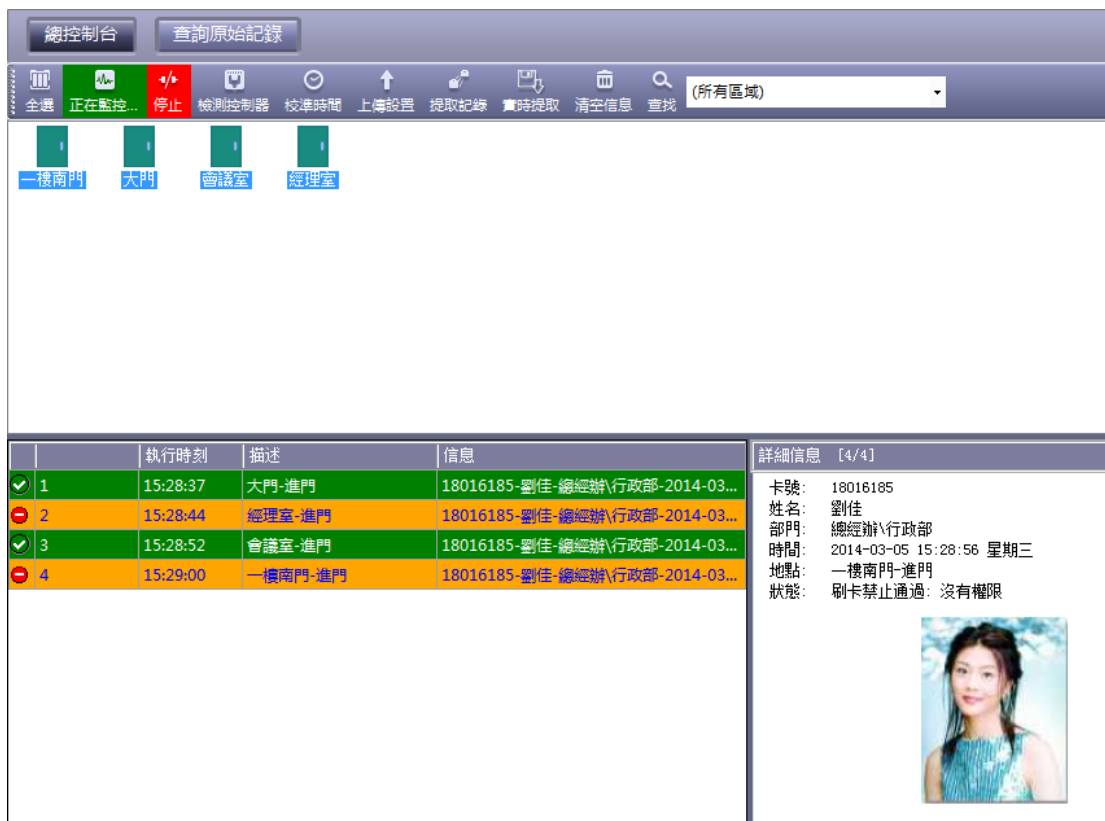 總控制台 查詢原始記錄
全選 正在監控... 停止 檢測控制器 校準時間 上傳設置 提取記錄 實時提取 清空信息 查找 (所有區域)
一樓南門 大門 會議室 經理室
執行時刻 描述 信息
1 15:28:37 大門-進門 18016185-劉佳-總經辦\行政部-2014-03...
2 15:28:44 經理室-進門 18016185-劉佳-總經辦\行政部-2014-03...
3 15:28:52 會議室-進門 18016185-劉佳-總經辦\行政部-2014-03...
4 15:29:00 一樓南門-進門 18016185-劉佳-總經辦\行政部-2014-03...
詳細信息 [4/4]
卡號: 18016185
姓名: 劉佳
部門: 總經辦\行政部
時間: 2014-03-05 15:28:56 星期三
地點: 一樓南門-進門
狀態: 刷卡禁止通過: 沒有權限